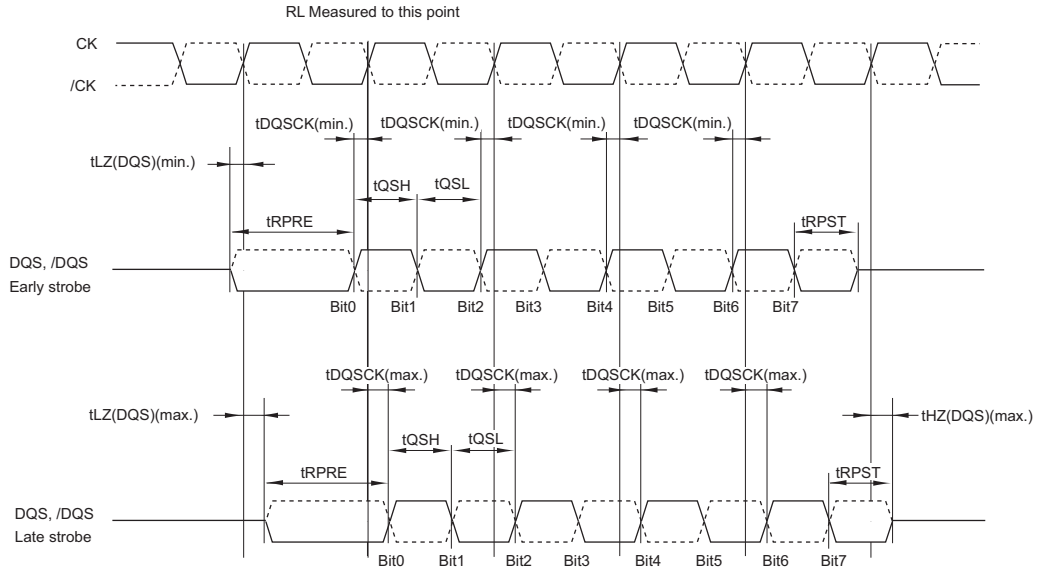 RL Measured to this point
CK
/CK
tDQSCK(min.) tDQSCK(min.) tDQSCK(min.) tDQSCK(min.)
tLZ(DQS)(min.)
tQSH tQSL
tRPRE tRPST
DQS, /DQS
Early strobe
Bit0 Bit1 Bit2 Bit3 Bit4 Bit5 Bit6 Bit7
tDQSCK(max.) tDQSCK(max.) tDQSCK(max.) tDQSCK(max.)
tLZ(DQS)(max.) tHZ(DQS)(max.)
tQSH tQSL
tRPRE tRPST
DQS, /DQS
Late strobe
Bit0 Bit1 Bit2 Bit3 Bit4 Bit5 Bit6 Bit7